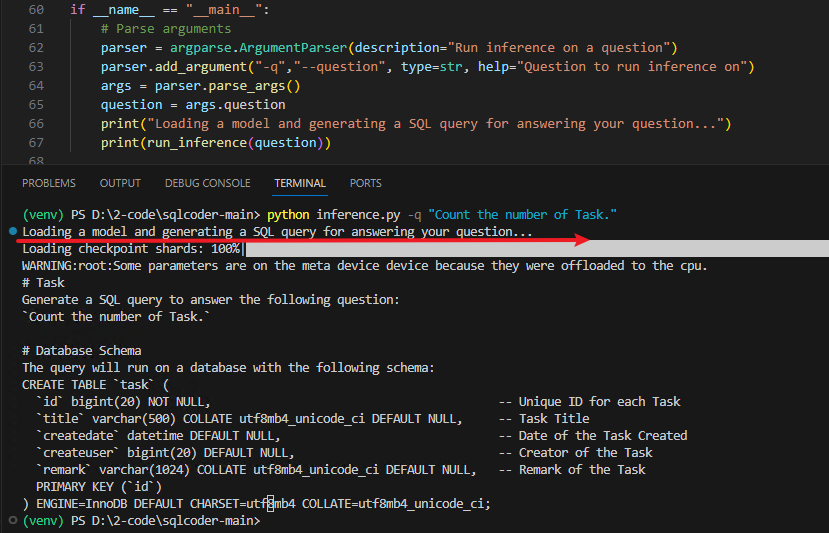 60 if __name__ == "__main__":
61 # Parse arguments
62 parser = argparse.ArgumentParser(description="Run inference on a question")
63 parser.add_argument("-q","--question", type=str, help="Question to run inference on")
64 args = parser.parse_args()
65 question = args.question
66 print("Loading a model and generating a SQL query for answering your question...")
67 print(run_inference(question))
68
PROBLEMS OUTPUT DEBUG CONSOLE TERMINAL PORTS
(venv) PS D:\2-code\sqlcoder-main> python inference.py -q "Count the number of Task."
Loading a model and generating a SQL query for answering your question...
Loading checkpoint shards: 100%|
WARNING:root:Some parameters are on the meta device device because they were offloaded to the cpu.
# Task
Generate a SQL query to answer the following question:
`Count the number of Task.`
# Database Schema
The query will run on a database with the following schema:
CREATE TABLE `task` (
`id` bigint(20) NOT NULL, -- Unique ID for each Task
`title` varchar(500) COLLATE utf8mb4_unicode_ci DEFAULT NULL, -- Task Title
`createdate` datetime DEFAULT NULL, -- Date of the Task Created
`createuser` bigint(20) DEFAULT NULL, -- Creator of the Task
`remark` varchar(1024) COLLATE utf8mb4_unicode_ci DEFAULT NULL, -- Remark of the Task
PRIMARY KEY (`id`)
) ENGINE=InnoDB DEFAULT CHARSET=utf8mb4 COLLATE=utf8mb4_unicode_ci;
(venv) PS D:\2-code\sqlcoder-main>